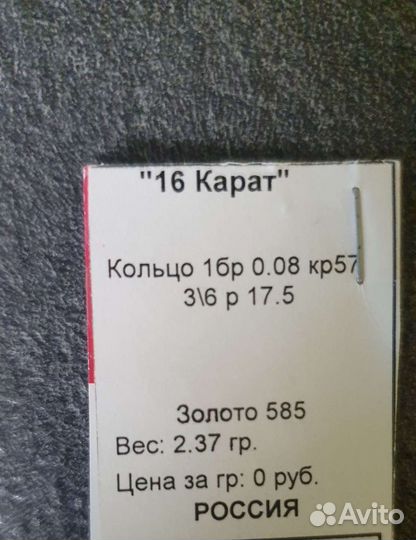 "16 Карат"
Кольцо 1бр 0.08 кр57
3\6 р 17.5
Золото 585
Вес: 2.37 гр.
Цена за гр: 0 руб.
РОССИЯ
Avito